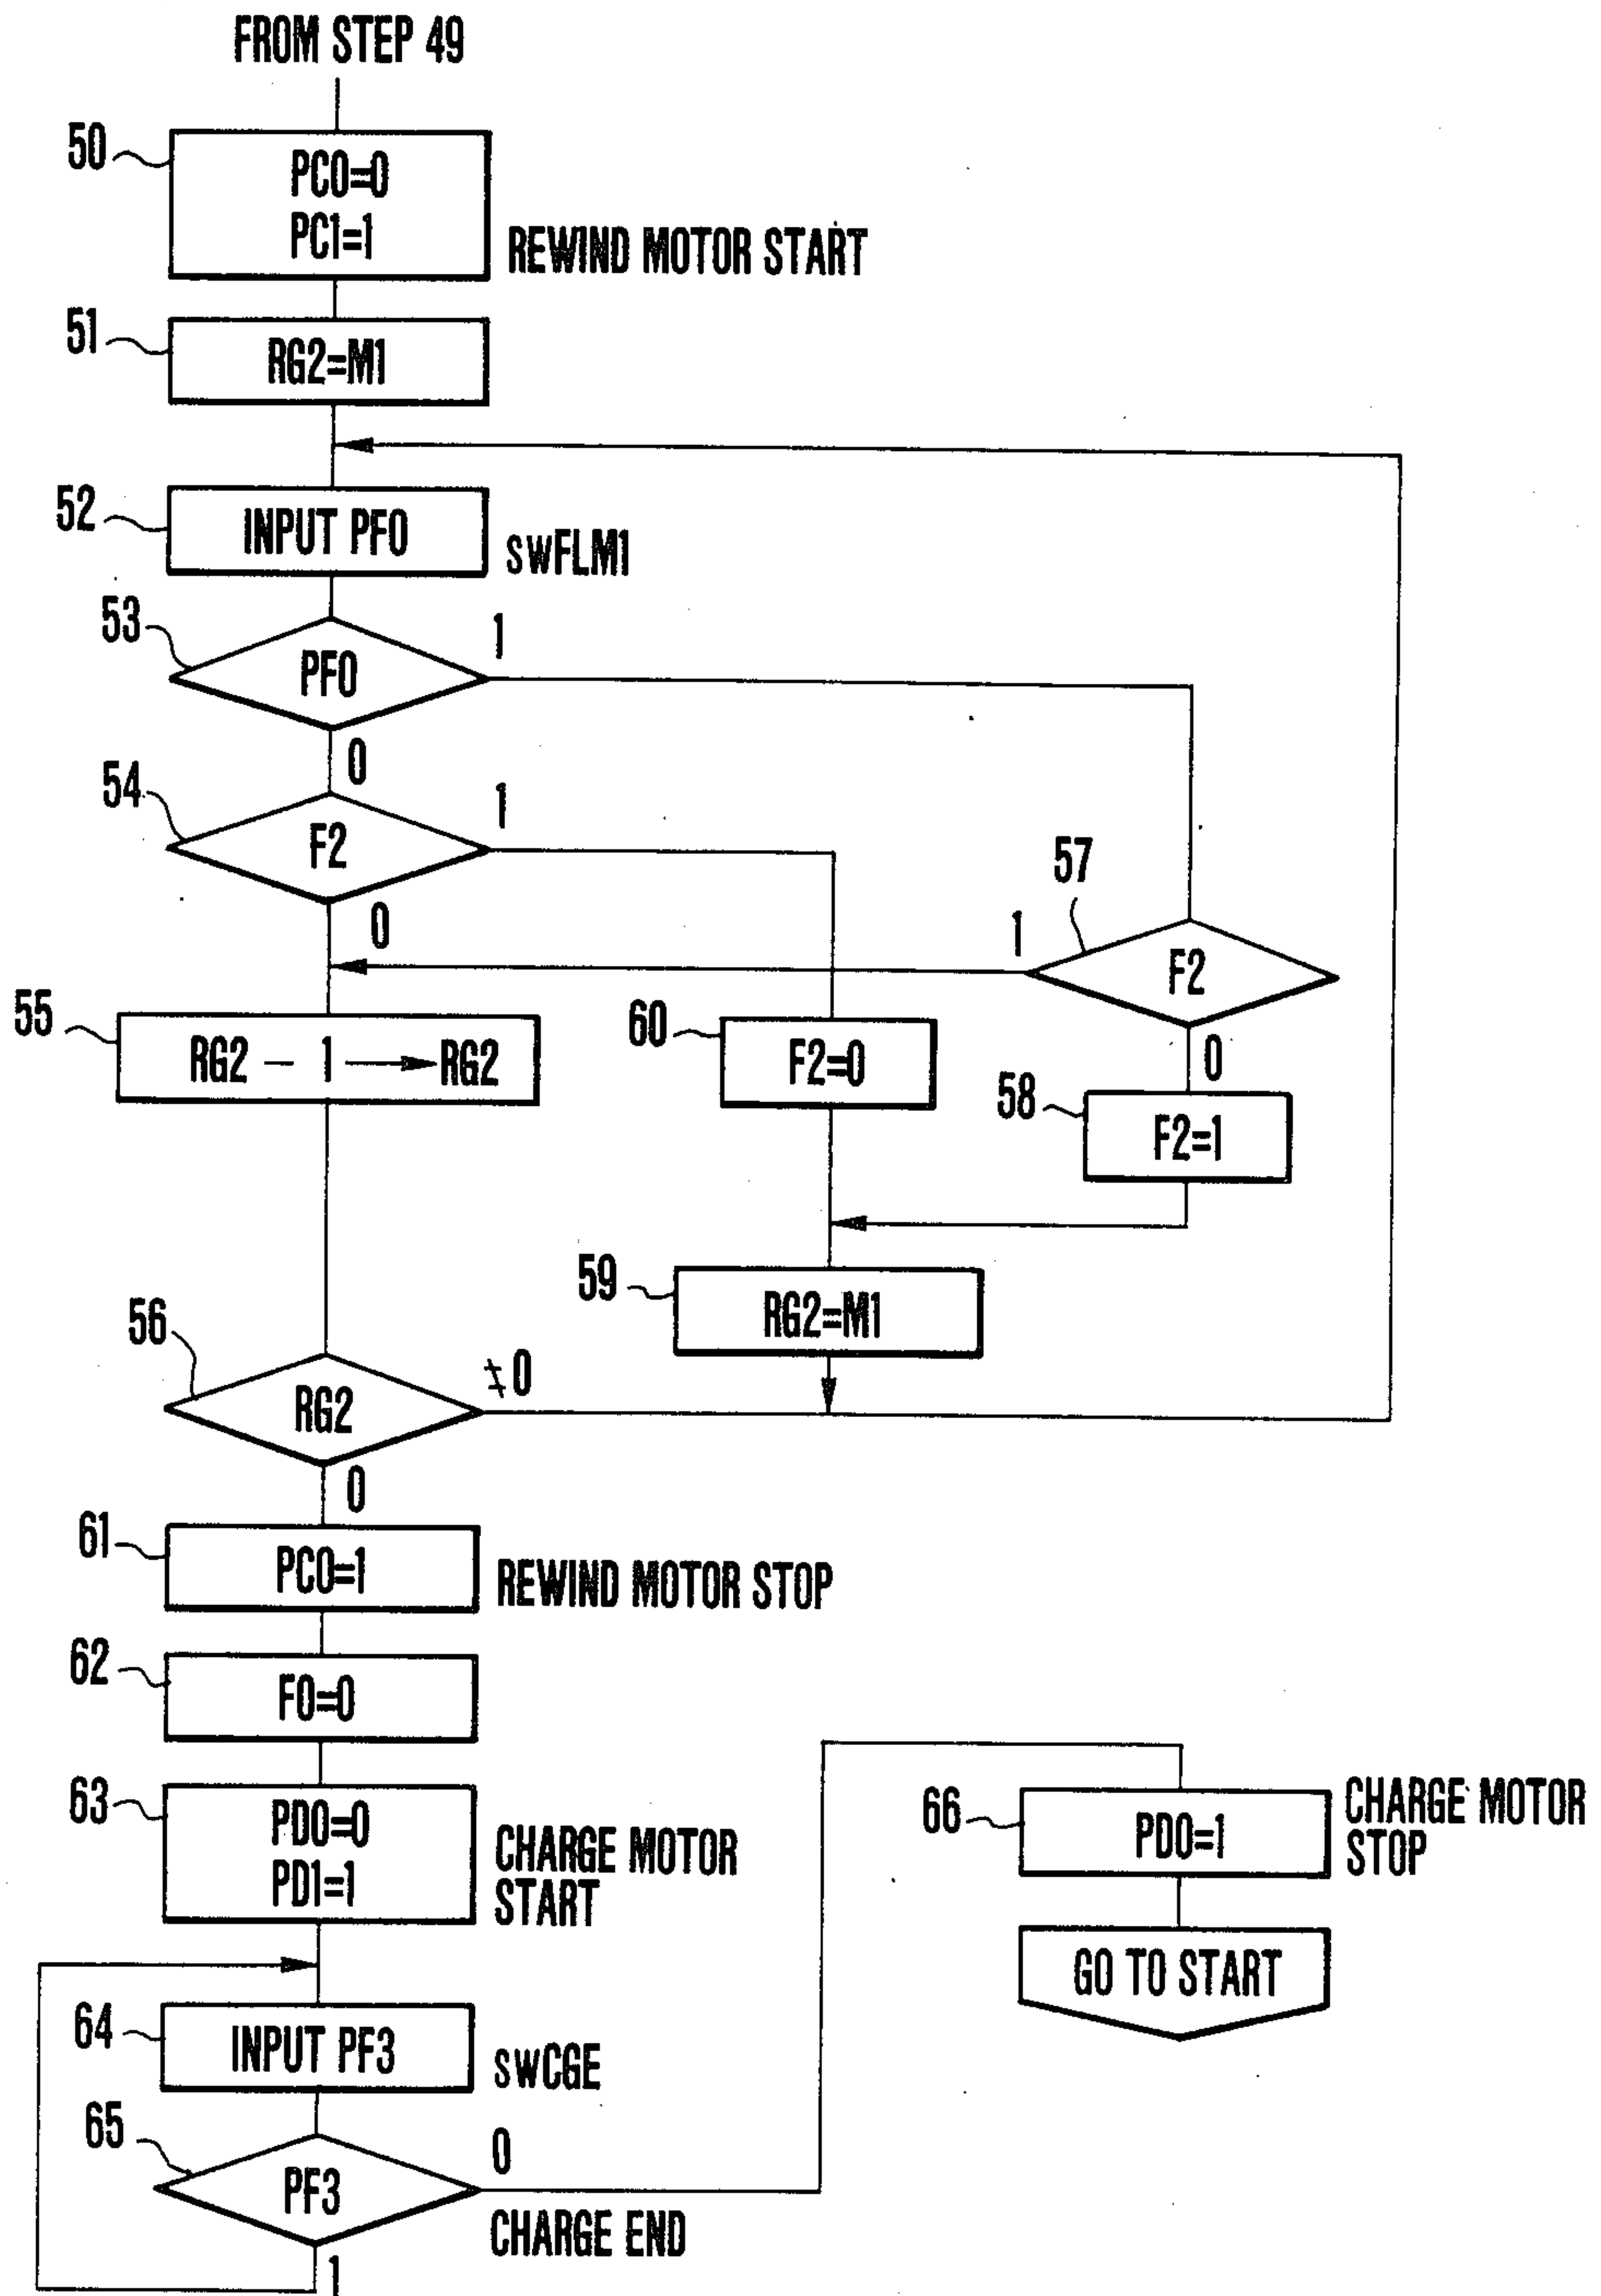 FROM STEP 49
50
PC0=0
PC1=1
REWIND MOTOR START
51
RG2=M1
52
INPUT PF0
swFLM1
53
PF0
1
0
54
F2
1
0
57
F2
1
0
55
RG2 — 1 → RG2
60
F2=0
58
F2=1
59
RG2=M1
56
RG2
≠0
0
61
PC0=1
REWIND MOTOR STOP
62
F0=0
63
PD0=0
PD1=1
CHARGE MOTOR
START
64
INPUT PF3
swCGE
65
PF3
0
CHARGE END
1
66
PD0=1
CHARGE MOTOR
STOP
GO TO START